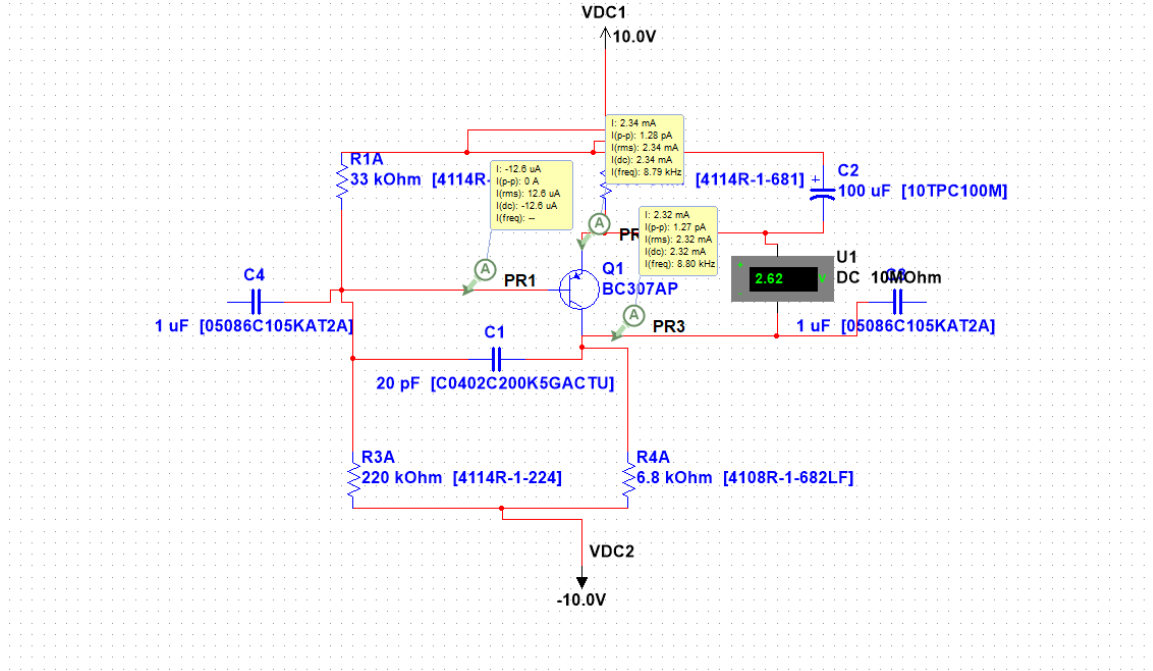 VDC1
10.0V
I: 2.34 mA
I(p-p): 1.28 pA
I(rms): 2.34 mA
I(dc): 2.34 mA
I(freq): 8.79 kHz
R1A
33 kOhm [4114R-
I: -12.6 uA
I(p-p): 0 A
I(rms): 12.6 uA
I(dc): -12.6 uA
I(freq): --
[4114R-1-681]
C2
100 uF [10TPC100M]
+
A
PR
I: 2.32 mA
I(p-p): 1.27 pA
I(rms): 2.32 mA
I(dc): 2.32 mA
I(freq): 8.80 kHz
A
PR1
Q1
BC307AP
U1
DC 10MOhm
2.62
V
C4
1 uF [05086C105KAT2A]
A
PR3
1 uF [05086C105KAT2A]
C1
20 pF [C0402C200K5GACTU]
R3A
220 kOhm [4114R-1-224]
R4A
6.8 kOhm [4108R-1-682LF]
VDC2
-10.0V